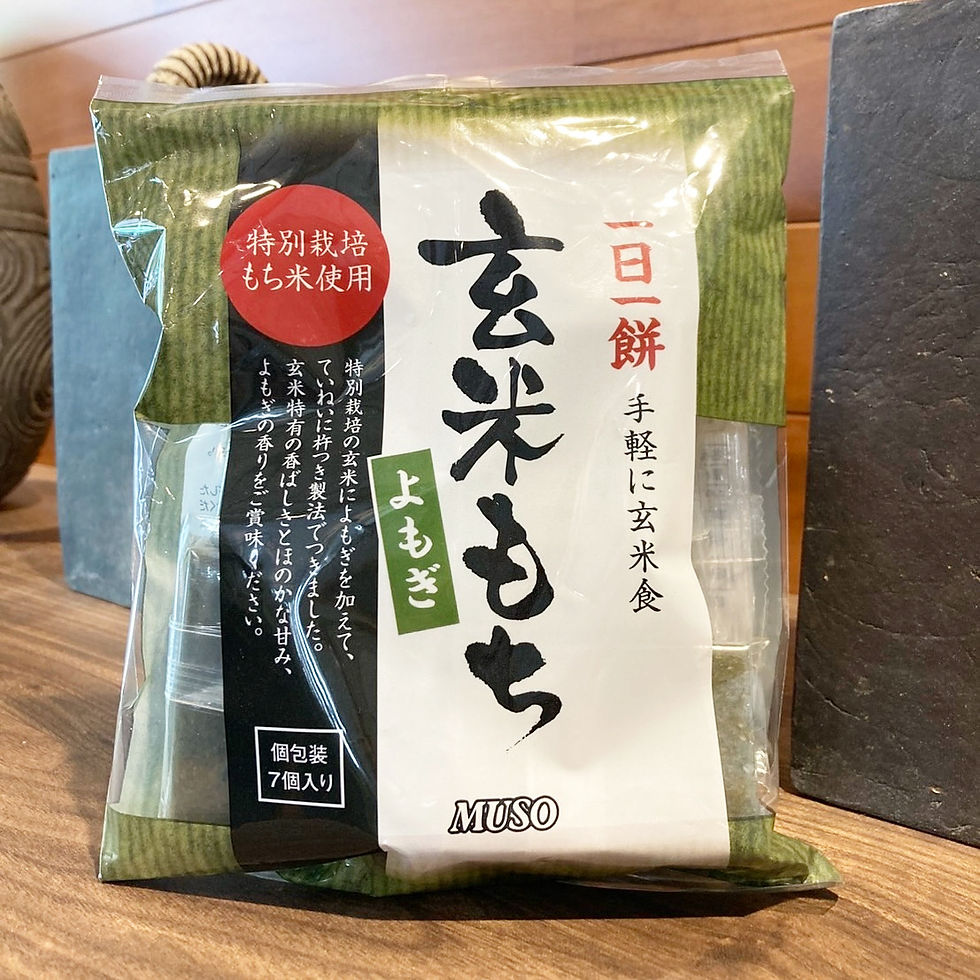 一日一餅 手軽に玄米食
玄米もち
よもぎ
特別栽培
もち米使用
特別栽培の玄米によもぎを加えて、
ていねいに杵つき製法でつきました。
玄米特有の香ばしさとほのかな甘み、
よもぎの香りをご賞味ください。
個包装
7個入り
MUSO